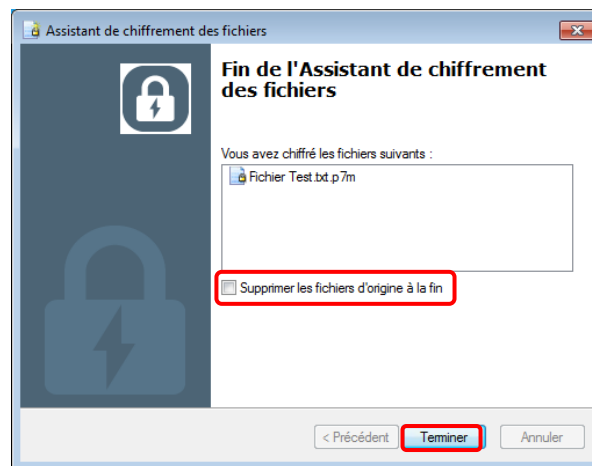 Assistant de chiffrement des fichiers
Fin de l'Assistant de chiffrement
des fichiers
Vous avez chiffré les fichiers suivants :
Fichier Test.txt.p7m
Supprimer les fichiers d'origine à la fin
< Précédent Terminer Annuler